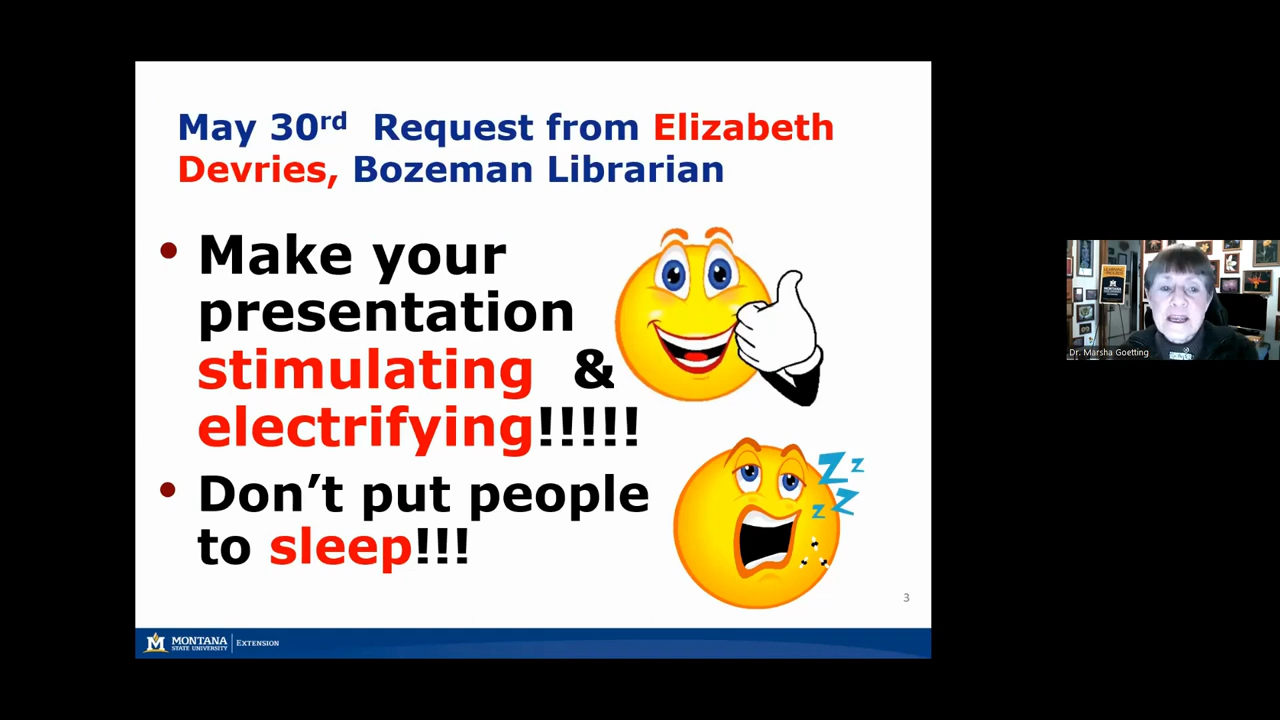 May 30rd Request from Elizabeth
Devries, Bozeman Librarian
• Make your
presentation
stimulating &
electrifying!!!!!
• Don’t put people
to sleep!!!
Z z
z Z
3
M MONTANA
STATE UNIVERSITY
EXTENSION
MONTANA
Dr. Marsha Goetting